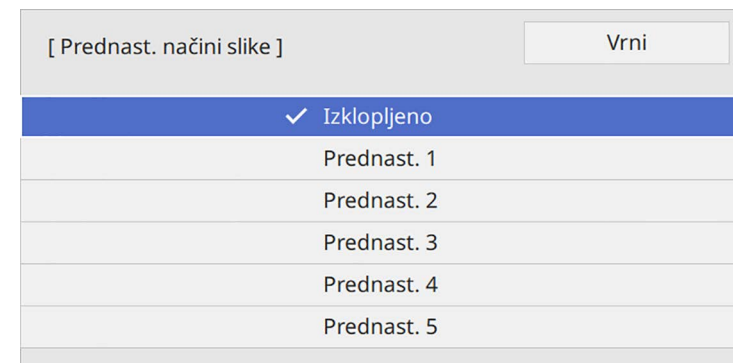 [ Prednast. načini slike ]
Vrni
Izklopljeno
Prednast. 1
Prednast. 2
Prednast. 3
Prednast. 4
Prednast. 5